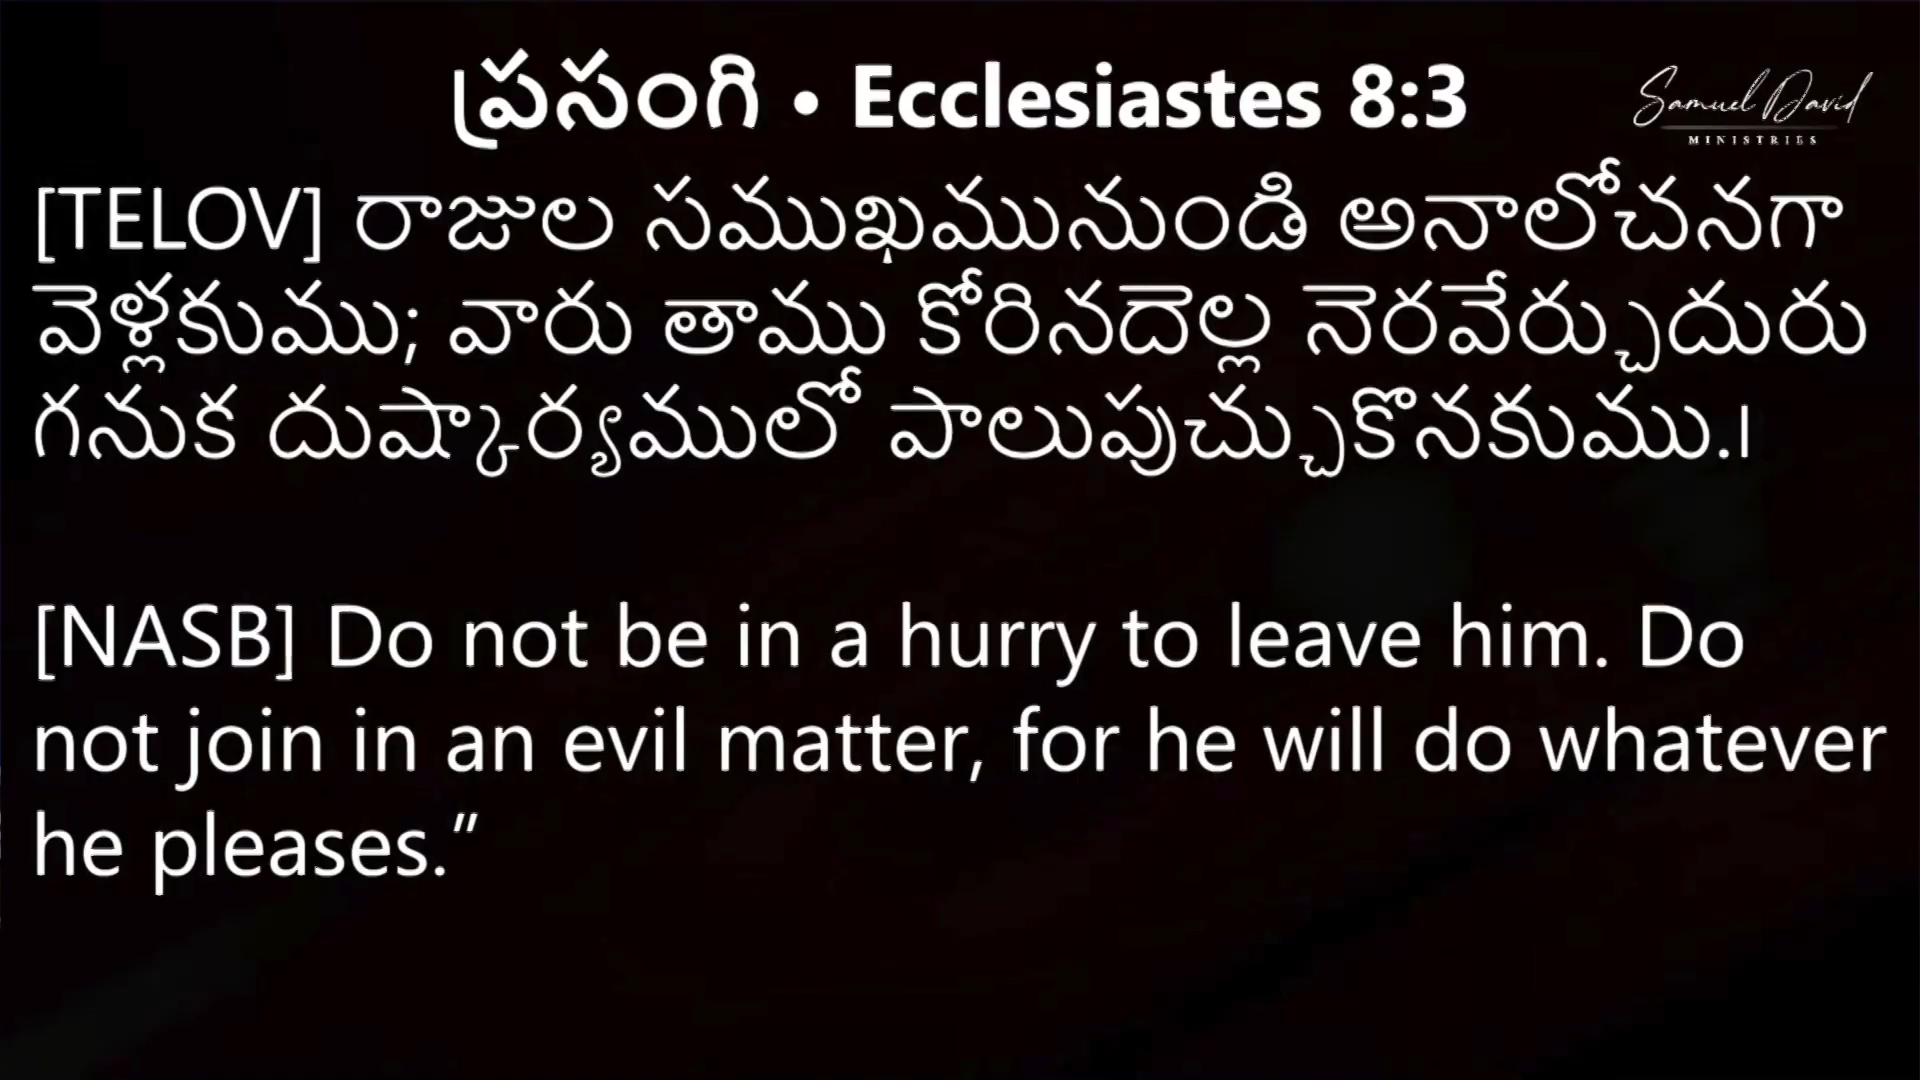 ప్రసంగి • Ecclesiastes 8:3
Samuel David
MINISTRIES
[TELOV] రాజుల సముఖమునుండి అనాలోచనగా
వెళ్లకుము; వారు తాము కోరినదెల్ల నెరవేర్చుదురు
గనుక దుష్కార్యములో పాలుపుచ్చుకొనకుము.।
[NASB] Do not be in a hurry to leave him. Do
not join in an evil matter, for he will do whatever
he pleases.”